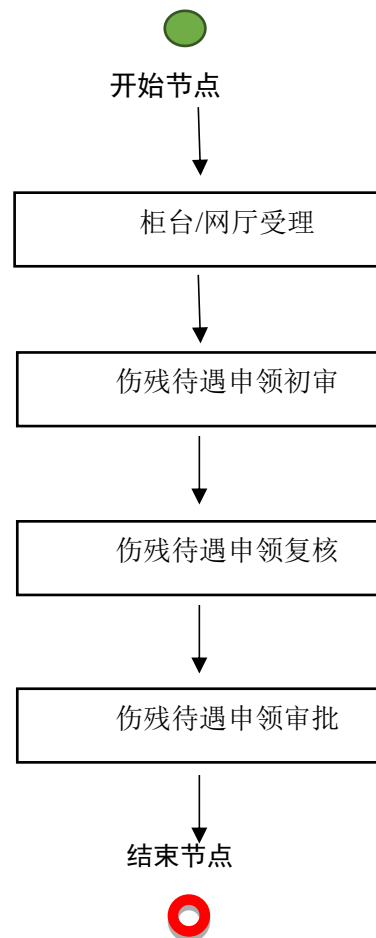 开始节点
柜台/网厅受理
伤残待遇申领初审
伤残待遇申领复核
伤残待遇申领审批
结束节点